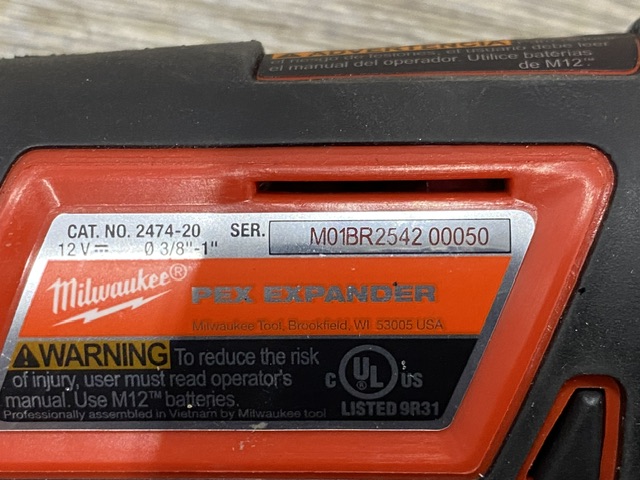 ADVERTENCIA
el manual del operador. Utilice baterías
de M12™
CAT. NO. 2474-20 SER. M01BR2542 00050
12 V⎓ Ø 3/8"-1"
Milwaukee®
PEX EXPANDER
Milwaukee Tool, Brookfield, WI 53005 USA
WARNING To reduce the risk
of injury, user must read operator's
manual. Use M12™ batteries.
Professionally assembled in Vietnam by Milwaukee tool
C UL US
LISTED 9R31